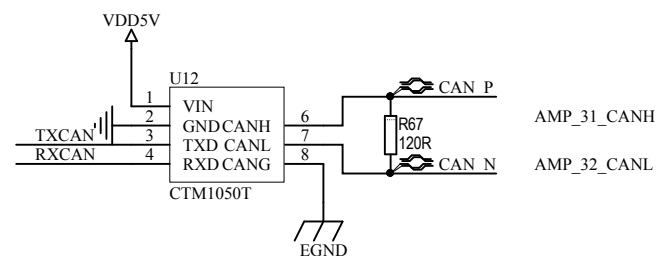 VDD5V
U12
1 VIN
2 GND CANH 6
TXCAN 3 TXD CANL 7
RXCAN 4 RXD CANG 8
CTM1050T
CAN_P
R67
120R
CAN_N
AMP_31_CANH
AMP_32_CANL
EGND